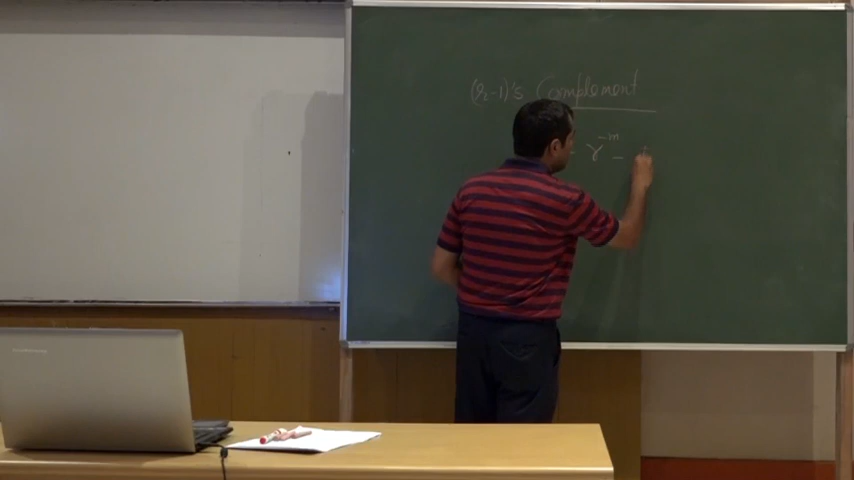 (r-1)'s Complement
- r^-m -